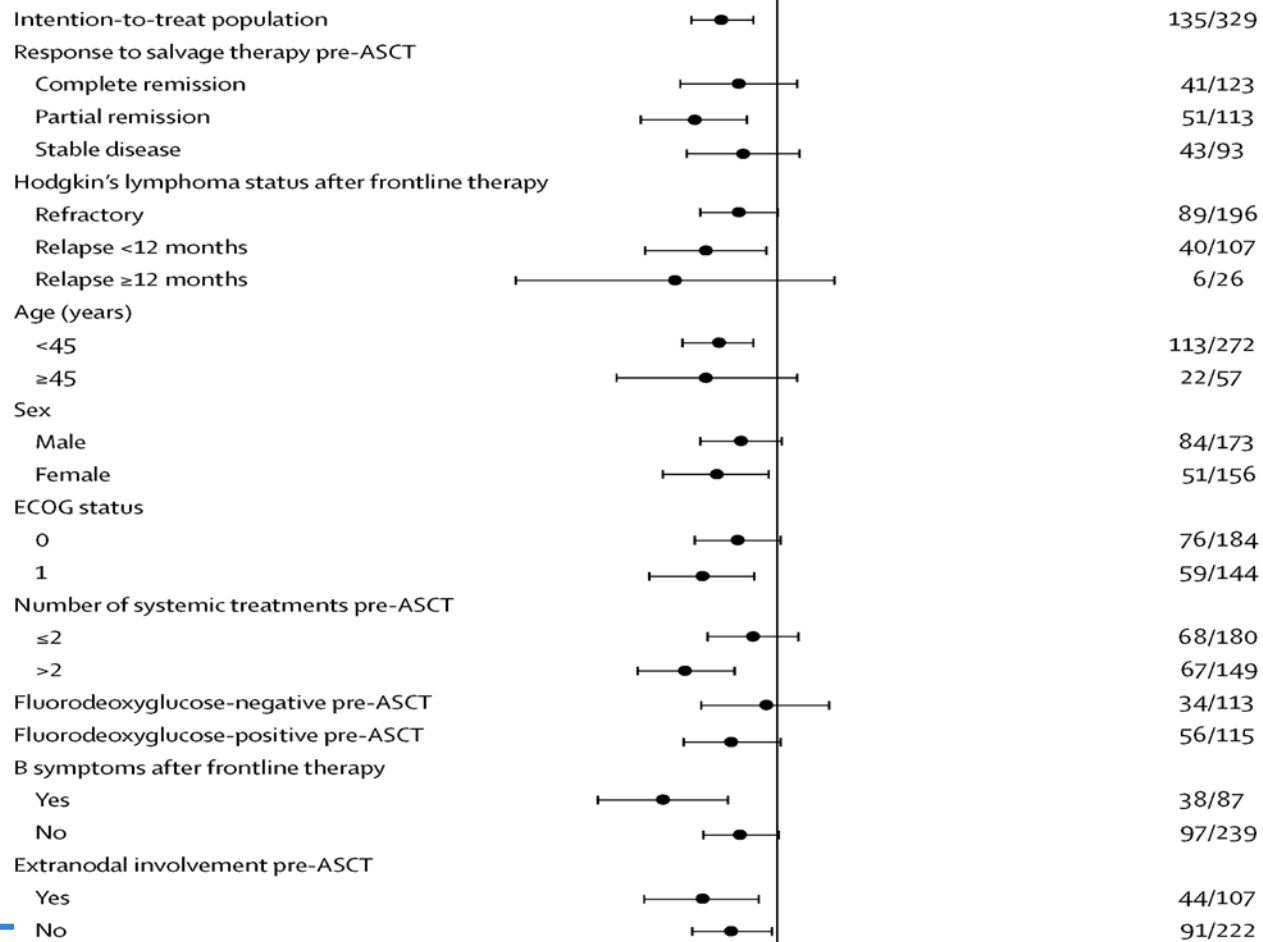 Intention-to-treat population 135/329
Response to salvage therapy pre-ASCT
Complete remission 41/123
Partial remission 51/113
Stable disease 43/93
Hodgkin's lymphoma status after frontline therapy
Refractory 89/196
Relapse <12 months 40/107
Relapse ≥12 months 6/26
Age (years)
<45 113/272
≥45 22/57
Sex
Male 84/173
Female 51/156
ECOG status
0 76/184
1 59/144
Number of systemic treatments pre-ASCT
≤2 68/180
>2 67/149
Fluorodeoxyglucose-negative pre-ASCT 34/113
Fluorodeoxyglucose-positive pre-ASCT 56/115
B symptoms after frontline therapy
Yes 38/87
No 97/239
Extranodal involvement pre-ASCT
Yes 44/107
No 91/222